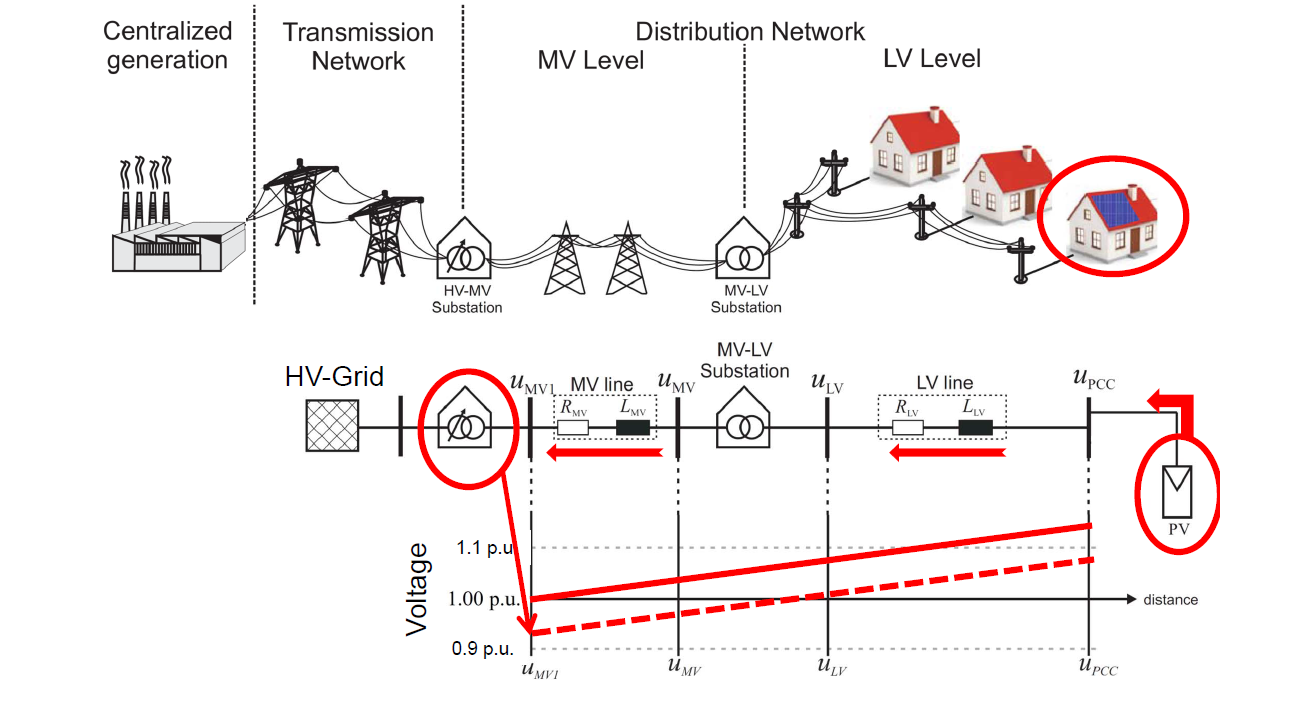 Centralized
generation
Transmission
Network
Distribution Network
MV Level
LV Level
HV-MV
Substation
MV-LV
Substation
HV-Grid
uMV1
MV line
RMV
LMV
uMV
MV-LV
Substation
uLV
LV line
RLV
LLV
uPCC
PV
Voltage
1.1 p.u
1.00 p.u.
0.9 p.u.
distance
uMV1
uMV
uLV
uPCC